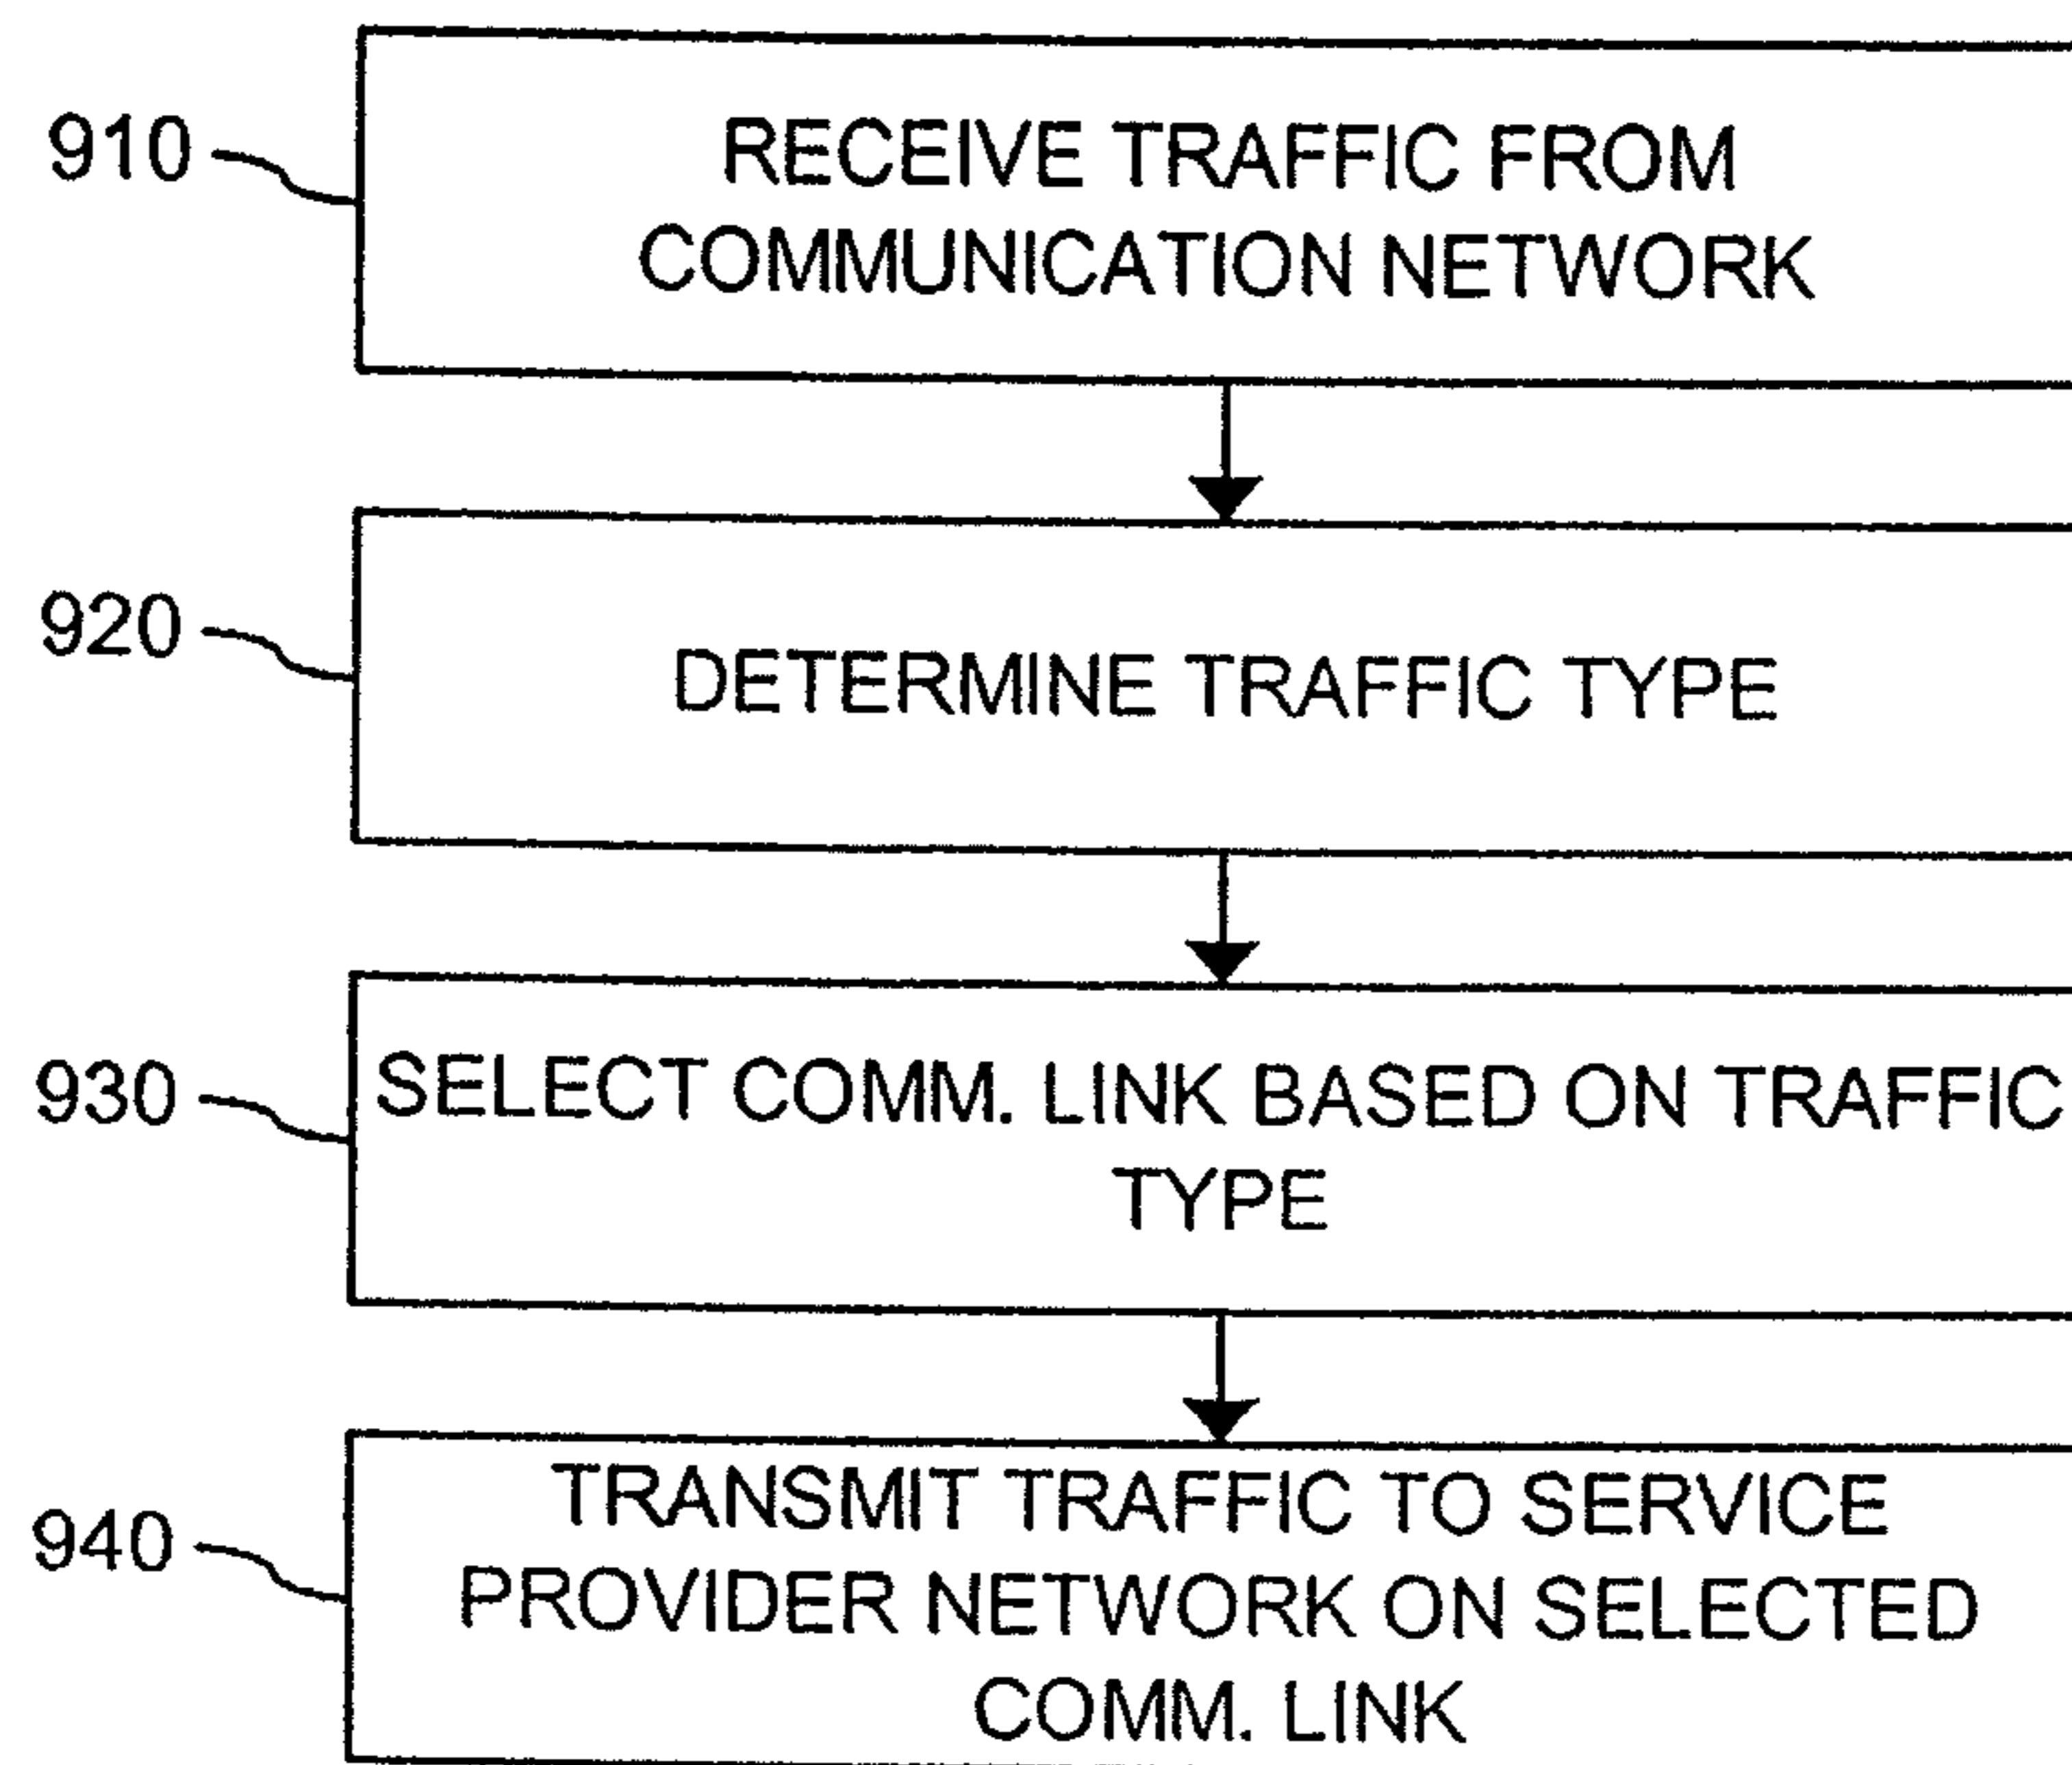 910
RECEIVE TRAFFIC FROM
COMMUNICATION NETWORK
920
DETERMINE TRAFFIC TYPE
930
SELECT COMM. LINK BASED ON TRAFFIC
TYPE
940
TRANSMIT TRAFFIC TO SERVICE
PROVIDER NETWORK ON SELECTED
COMM. LINK